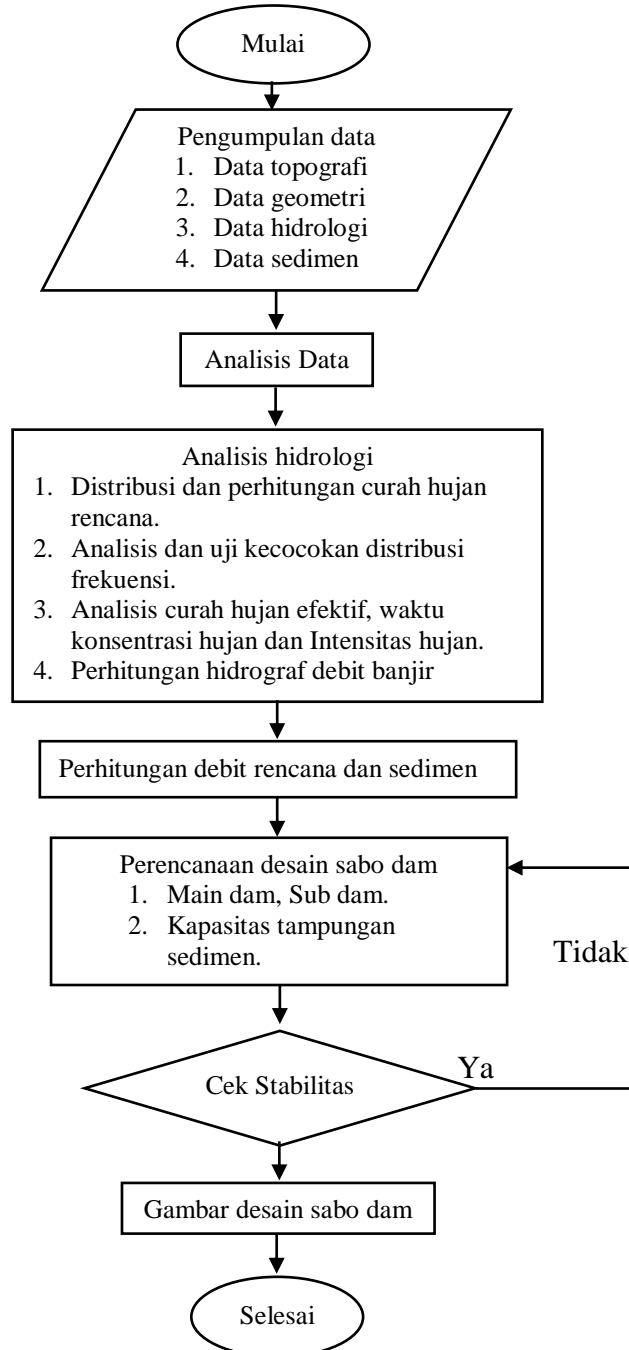 Mulai
Pengumpulan data
1. Data topografi
2. Data geometri
3. Data hidrologi
4. Data sedimen
Analisis Data
Analisis hidrologi
1. Distribusi dan perhitungan curah hujan
rencana.
2. Analisis dan uji kecocokan distribusi
frekuensi.
3. Analisis curah hujan efektif, waktu
konsentrasi hujan dan Intensitas hujan.
4. Perhitungan hidrograf debit banjir
Perhitungan debit rencana dan sedimen
Perencanaan desain sabo dam
1. Main dam, Sub dam.
2. Kapasitas tampungan
sedimen.
Tidak
Ya
Cek Stabilitas
Gambar desain sabo dam
Selesai